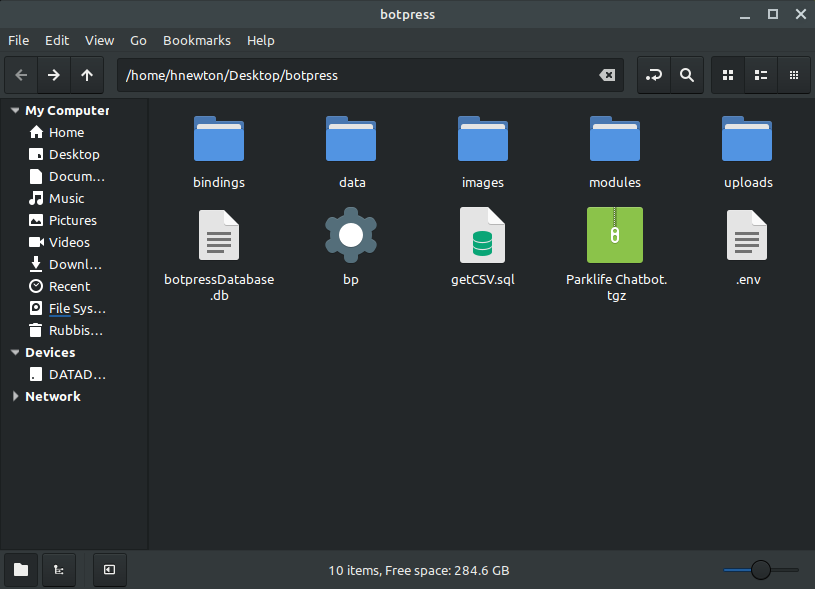 botpress
File Edit View Go Bookmarks Help
/home/hnewton/Desktop/botpress
My Computer
Home
Desktop
Docum...
Music
Pictures
Videos
Downl...
Recent
File Sys...
Rubbis...
Devices
DATAD...
Network
bindings data images modules uploads
botpressDatabase bp getCSV.sql Parklife Chatbot. .env
.db tgz
10 items, Free space: 284.6 GB